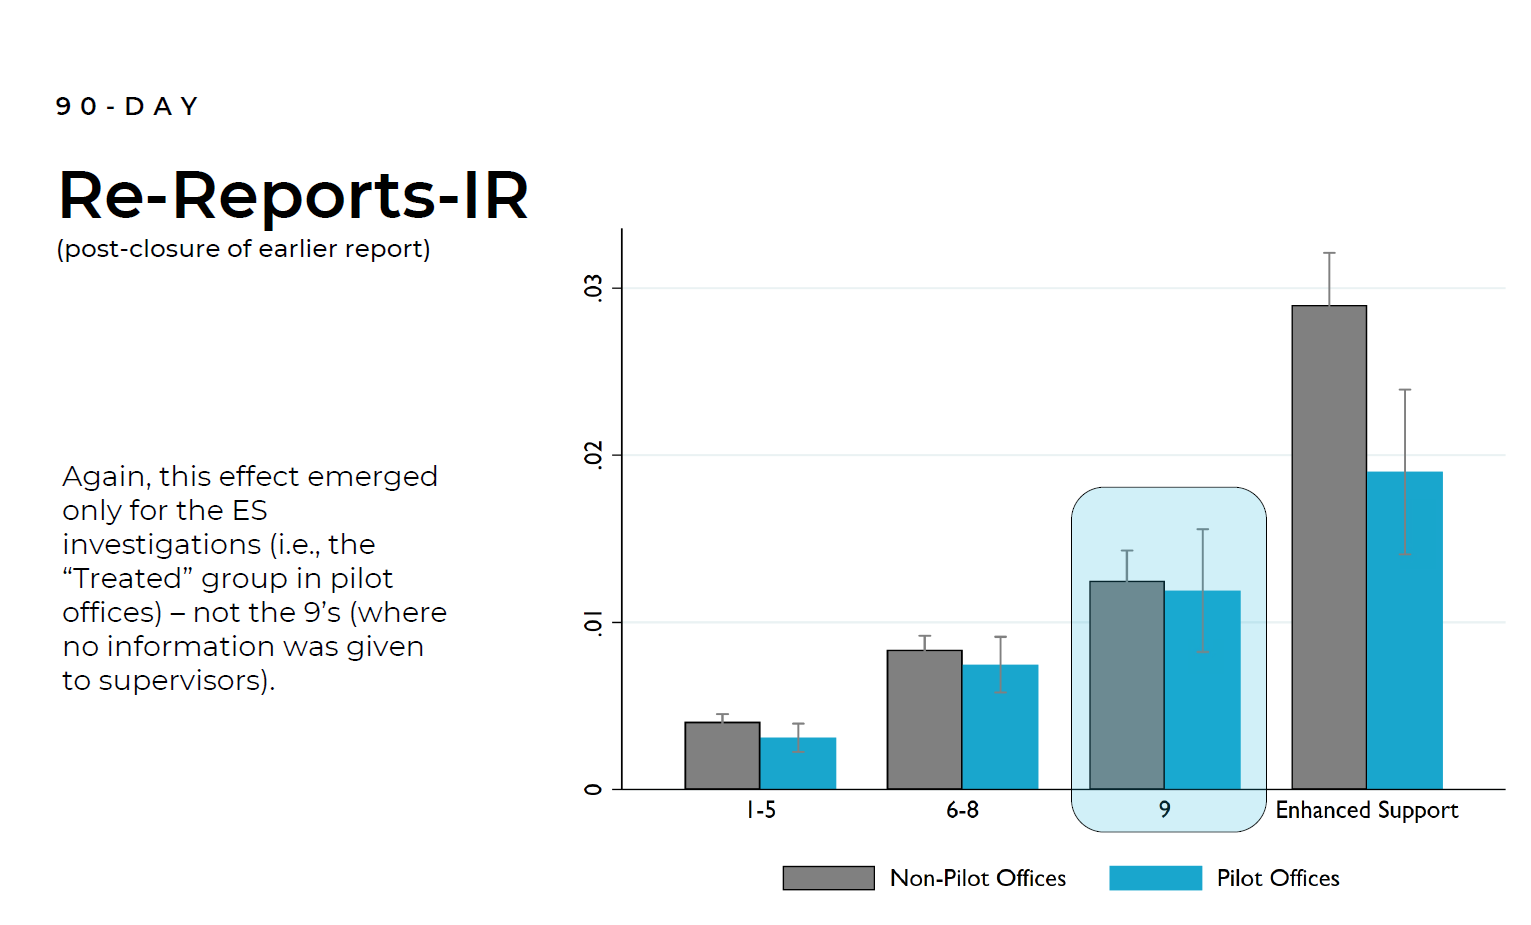 90-DAY
Re-Reports-IR
(post-closure of earlier report)
Again, this effect emerged
only for the ES
investigations (i.e., the
“Treated” group in pilot
offices) – not the 9’s (where
no information was given
to supervisors).
.03
.02
.01
0
1-5
6-8
9
Enhanced Support
Non-Pilot Offices
Pilot Offices